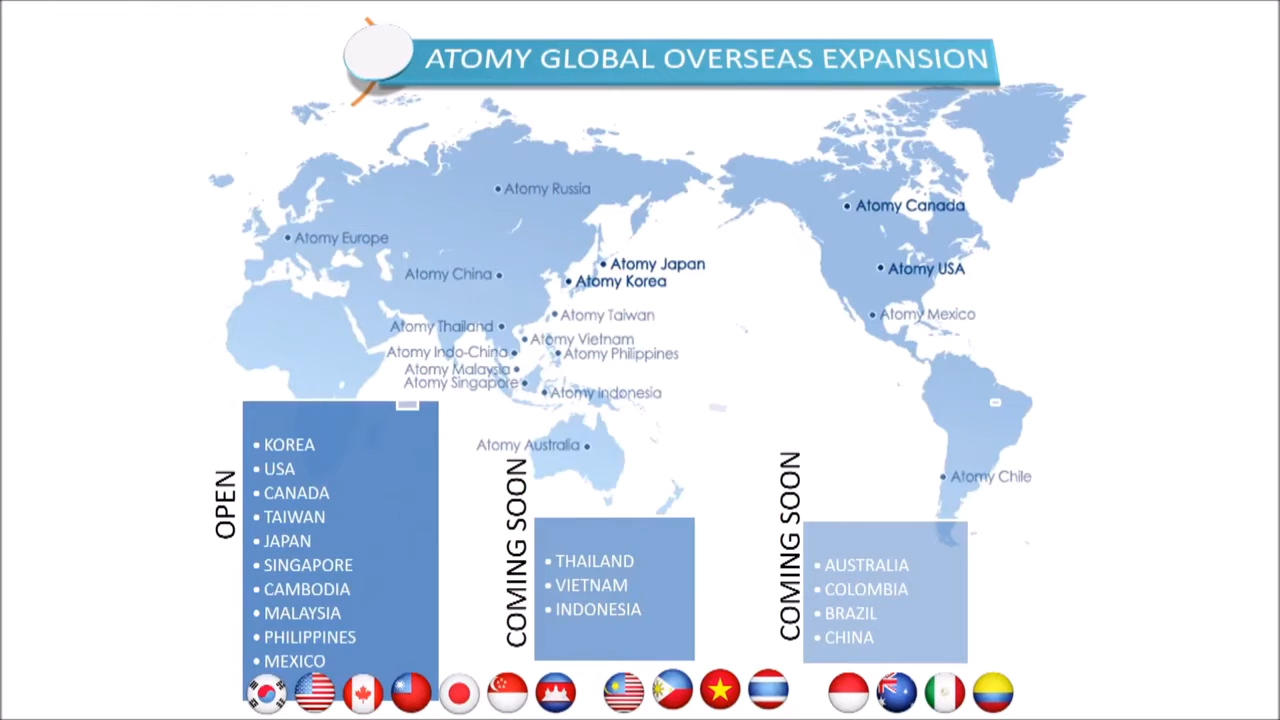 ATOMY GLOBAL OVERSEAS EXPANSION
Atomy Russia
Atomy Canada
Atomy Europe
Atomy Japan
Atomy USA
Atomy China
Atomy Korea
Atomy Taiwan
Atomy Mexico
Atomy Thailand
Atomy Vietnam
Atomy Indo-China
Atomy Philippines
Atomy Malaysia
Atomy Singapore
Atomy Indonesia
Atomy Australia
Atomy Chile
OPEN
• KOREA
• USA
• CANADA
• TAIWAN
• JAPAN
• SINGAPORE
• CAMBODIA
• MALAYSIA
• PHILIPPINES
• MEXICO
COMING SOON
• THAILAND
• VIETNAM
• INDONESIA
COMING SOON
• AUSTRALIA
• COLOMBIA
• BRAZIL
• CHINA